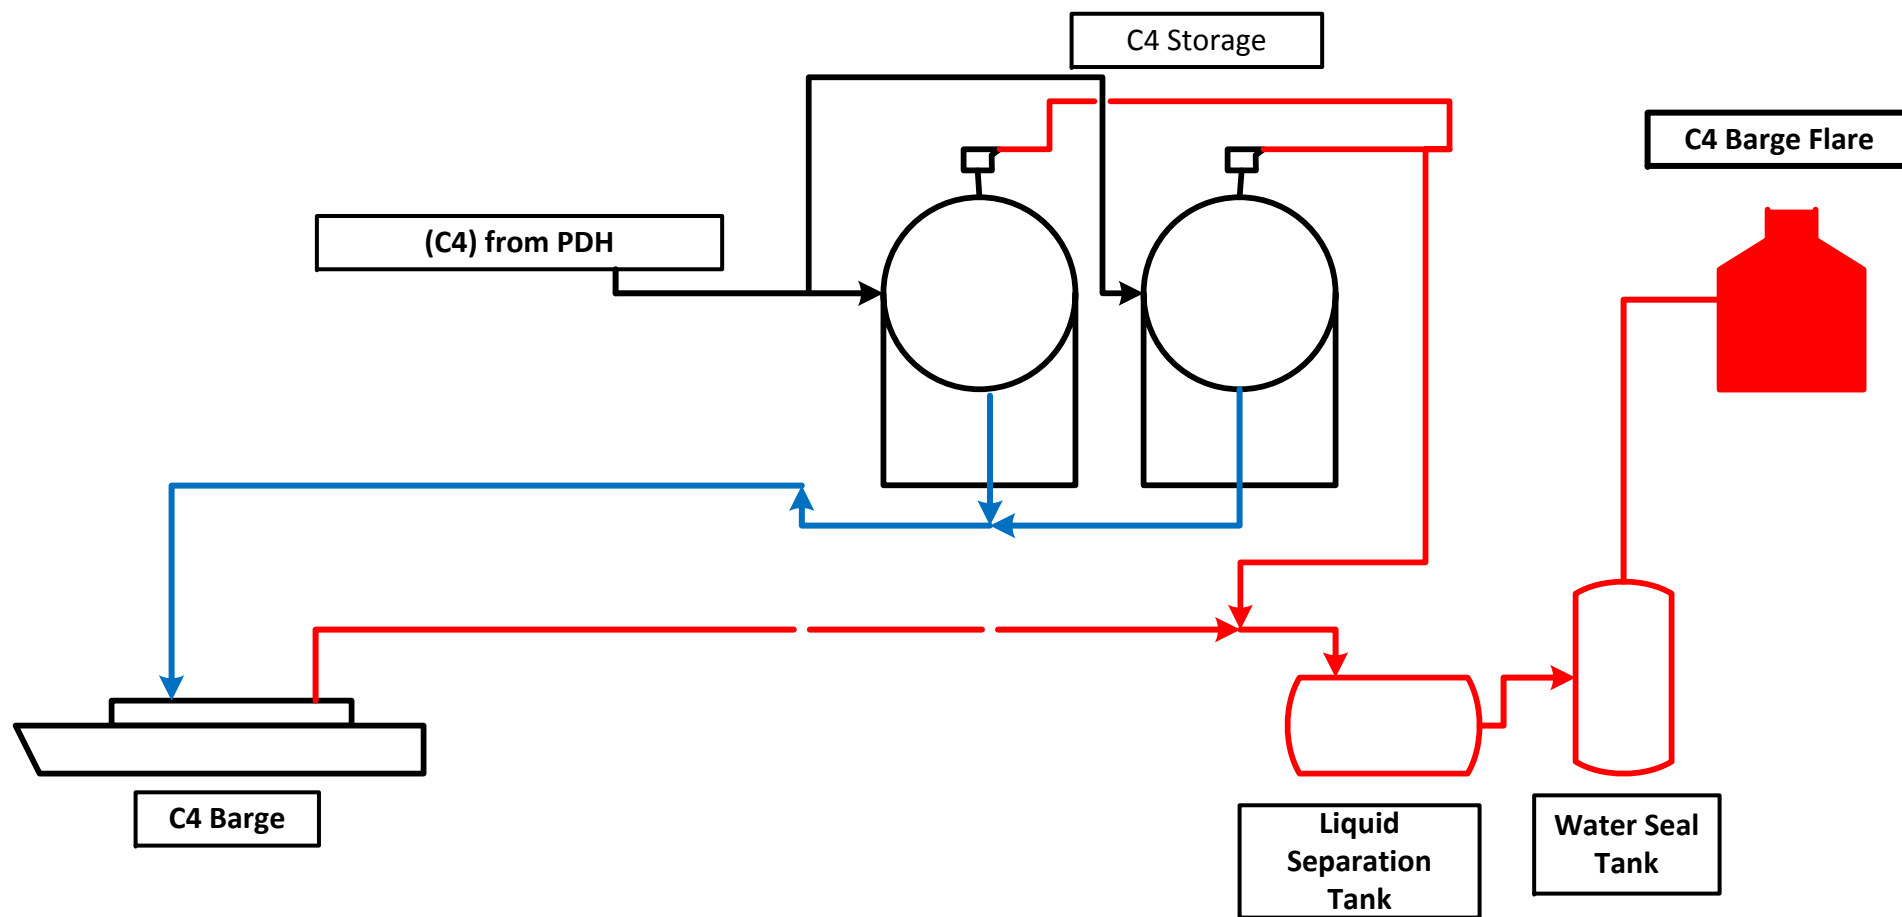 C4 Storage
C4 Barge Flare
(C4) from PDH
C4 Barge
Liquid
Separation
Tank
Water Seal
Tank